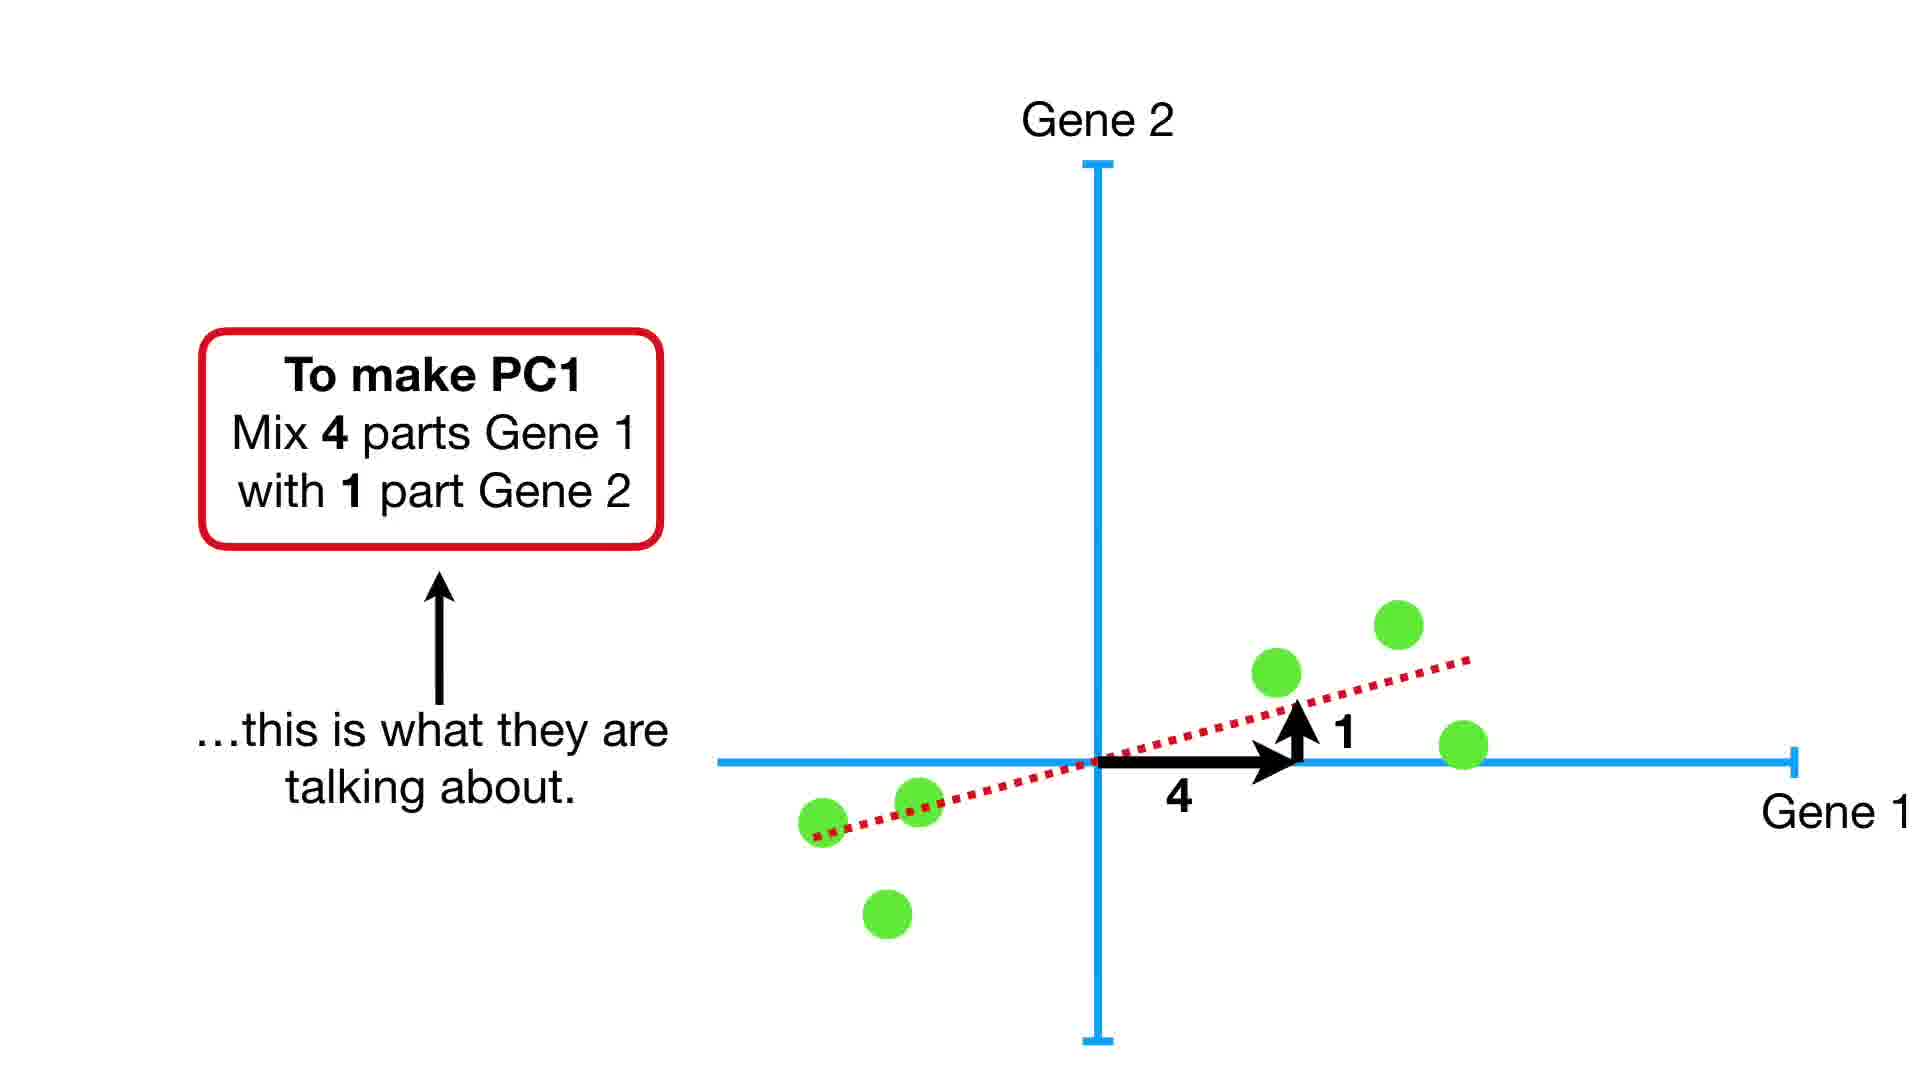 Gene 2
To make PC1
Mix 4 parts Gene 1
with 1 part Gene 2
…this is what they are
talking about.
1
4
Gene 1